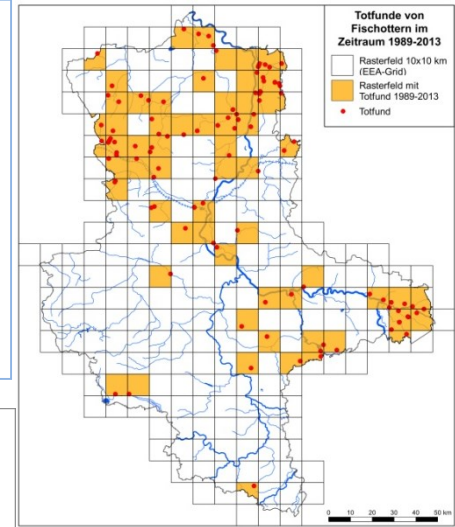 Totfunde von
Fischottern im
Zeitraum 1989-2013
Rasterfeld 10x10 km
(EEA-Grid)
Rasterfeld mit
Totfund 1989-2013
Totfund
0 10 20 30 40 50 km